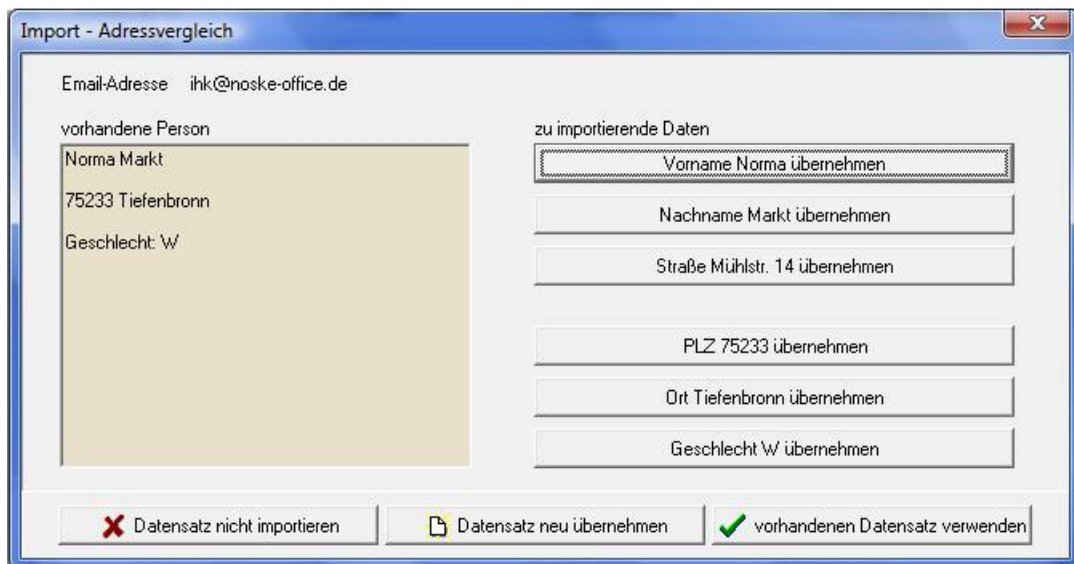 Import - Adressvergleich
Email-Adresse ihk@noske-office.de
vorhandene Person
Norma Markt
75233 Tiefenbronn
Geschlecht: W
zu importierende Daten
Vorname Norma übernehmen
Nachname Markt übernehmen
Straße Mühlstr. 14 übernehmen
PLZ 75233 übernehmen
Ort Tiefenbronn übernehmen
Geschlecht W übernehmen
Datensatz nicht importieren
Datensatz neu übernehmen
vorhandenen Datensatz verwenden